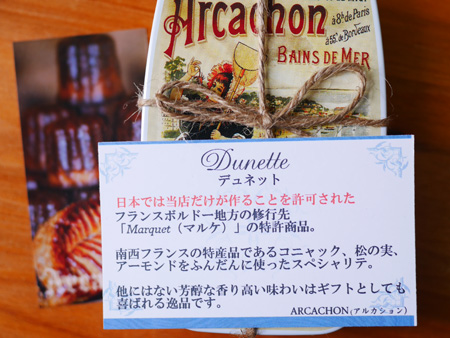 Arcachon
à 8h de Paris
à 55' de Bordeaux
BAINS DE MER
Dunette
デュネット
日本では当店だけが作ることを許可された
フランスボルドー地方の修行先
「Marquet（マルケ）」の特許商品。
南西フランスの特産品であるコニャック、松の実、
アーモンドをふんだんに使ったスペシャリテ。
他にはない芳醇な香り高い味わいはギフトとしても
喜ばれる逸品です。
ARCACHON(アルカション)